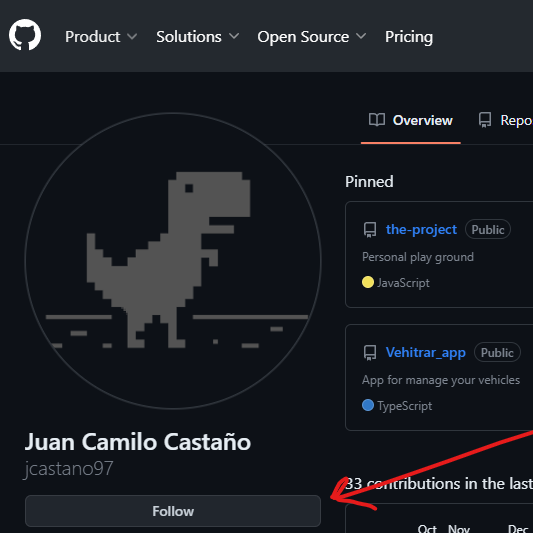 Product Solutions Open Source Pricing
Overview
Pinned
the-project Public
Personal play ground
JavaScript
Vehitrar_app Public
App for manage your vehicles
TypeScript
Juan Camilo Castaño
jcastano97
Follow
33 contributions in the last
Oct Nov Dec